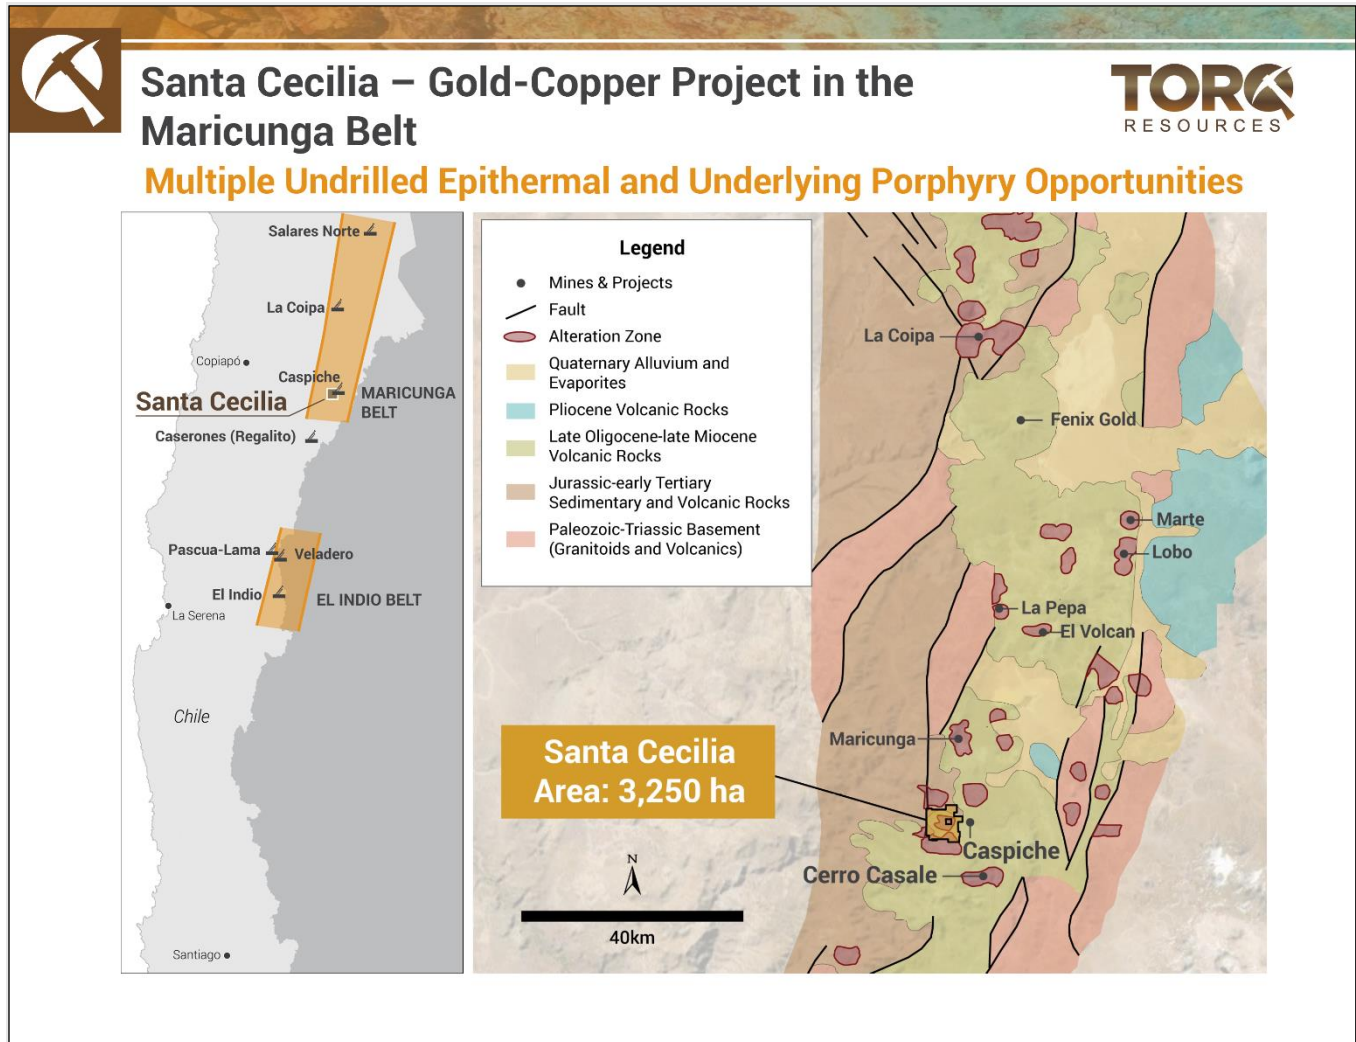 Santa Cecilia – Gold-Copper Project in the
Maricunga Belt
TORQ
RESOURCES
Multiple Undrilled Epithermal and Underlying Porphyry Opportunities
Salares Norte
La Coipa
Copiapó
Caspiche
Santa Cecilia
MARICUNGA
BELT
Caserones (Regalito)
Pascua-Lama
Veladero
El Indio
EL INDIO BELT
La Serena
Chile
Santiago
Legend
Mines & Projects
Fault
Alteration Zone
Quaternary Alluvium and
Evaporites
Pliocene Volcanic Rocks
Late Oligocene-late Miocene
Volcanic Rocks
Jurassic-early Tertiary
Sedimentary and Volcanic Rocks
Paleozoic-Triassic Basement
(Granitoids and Volcanics)
La Coipa
Fenix Gold
Marte
Lobo
La Pepa
El Volcan
Maricunga
Santa Cecilia
Area: 3,250 ha
Caspiche
Cerro Casale
N
40km